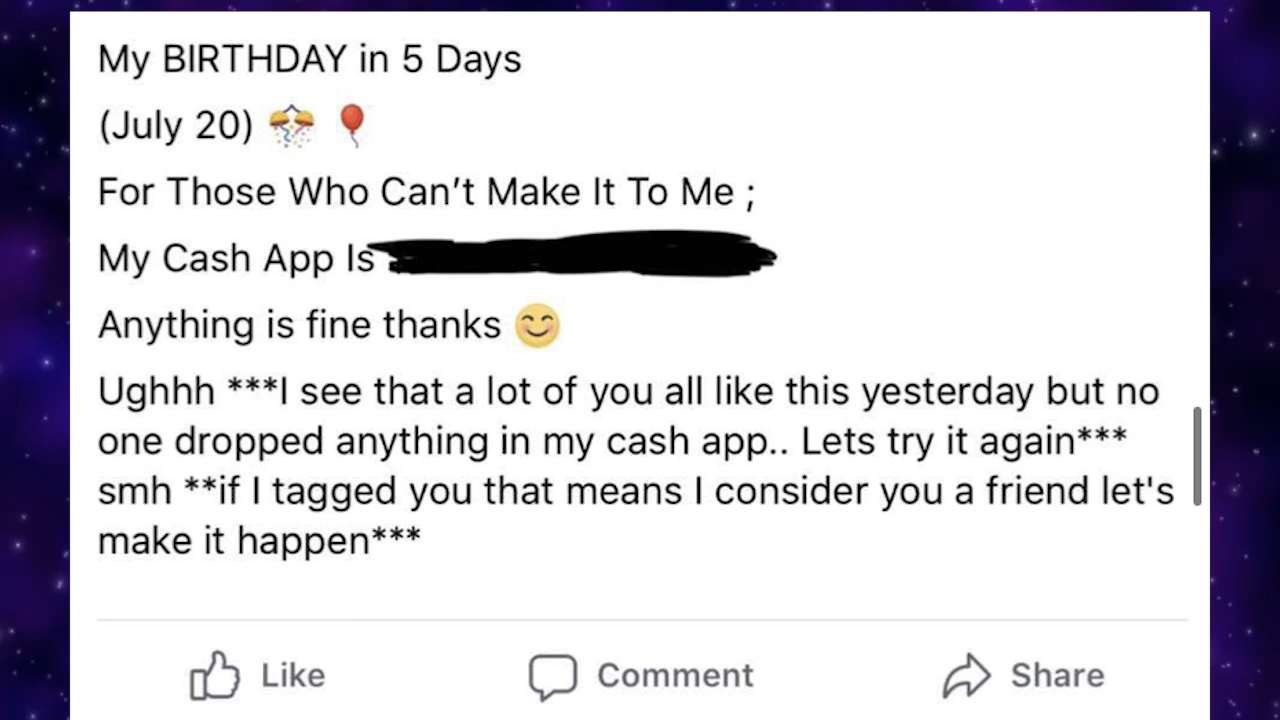 My BIRTHDAY in 5 Days
(July 20) 🎊 🎈
For Those Who Can’t Make It To Me ;
My Cash App Is
Anything is fine thanks 😊
Ughhh ***I see that a lot of you all like this yesterday but no
one dropped anything in my cash app.. Lets try it again***
smh **if I tagged you that means I consider you a friend let's
make it happen***
Like Comment Share